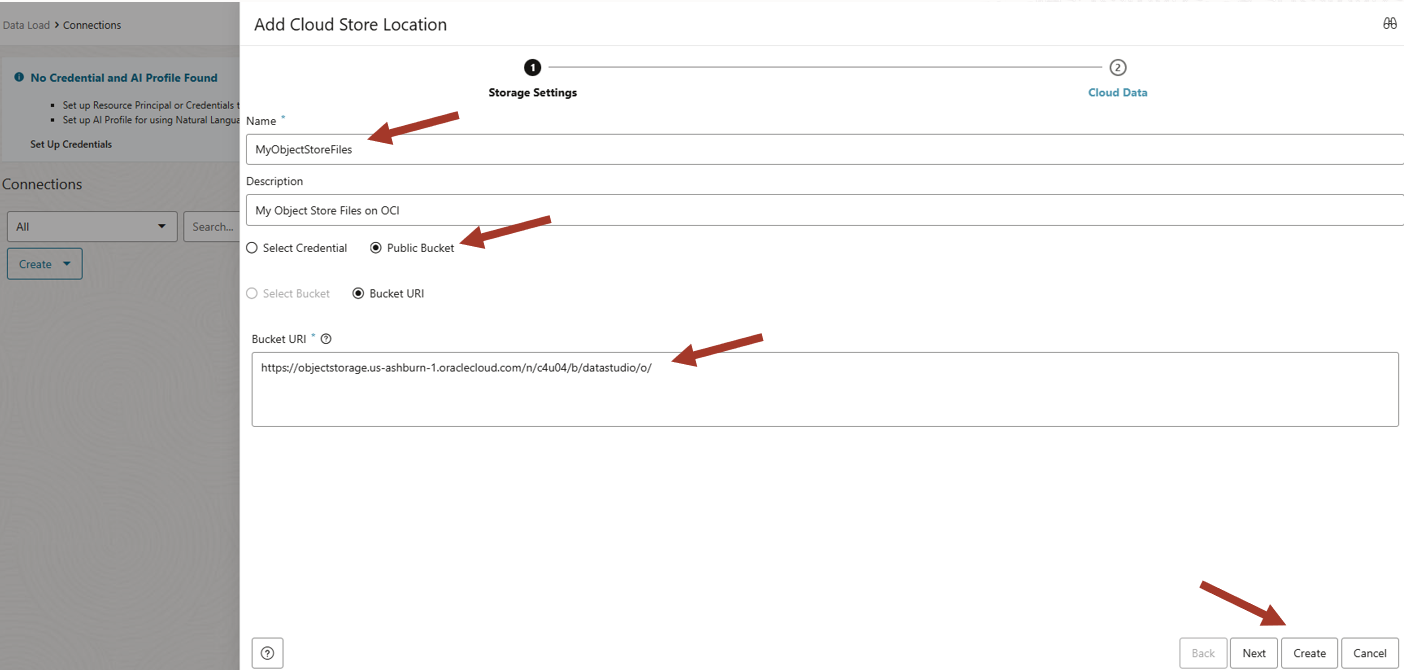 Data Load > Connections
Add Cloud Store Location
No Credential and AI Profile Found
Set up Resource Principal or Credentials t
Set up AI Profile for using Natural Langua
Set Up Credentials
Connections
All
Search...
Create
1
2
Storage Settings
Cloud Data
Name *
MyObjectStoreFiles
Description
My Object Store Files on OCI
Select Credential
Public Bucket
Select Bucket
Bucket URI
Bucket URI *
https://objectstorage.us-ashburn-1.oraclecloud.com/n/c4u04/b/datastudio/o/
Back
Next
Create
Cancel